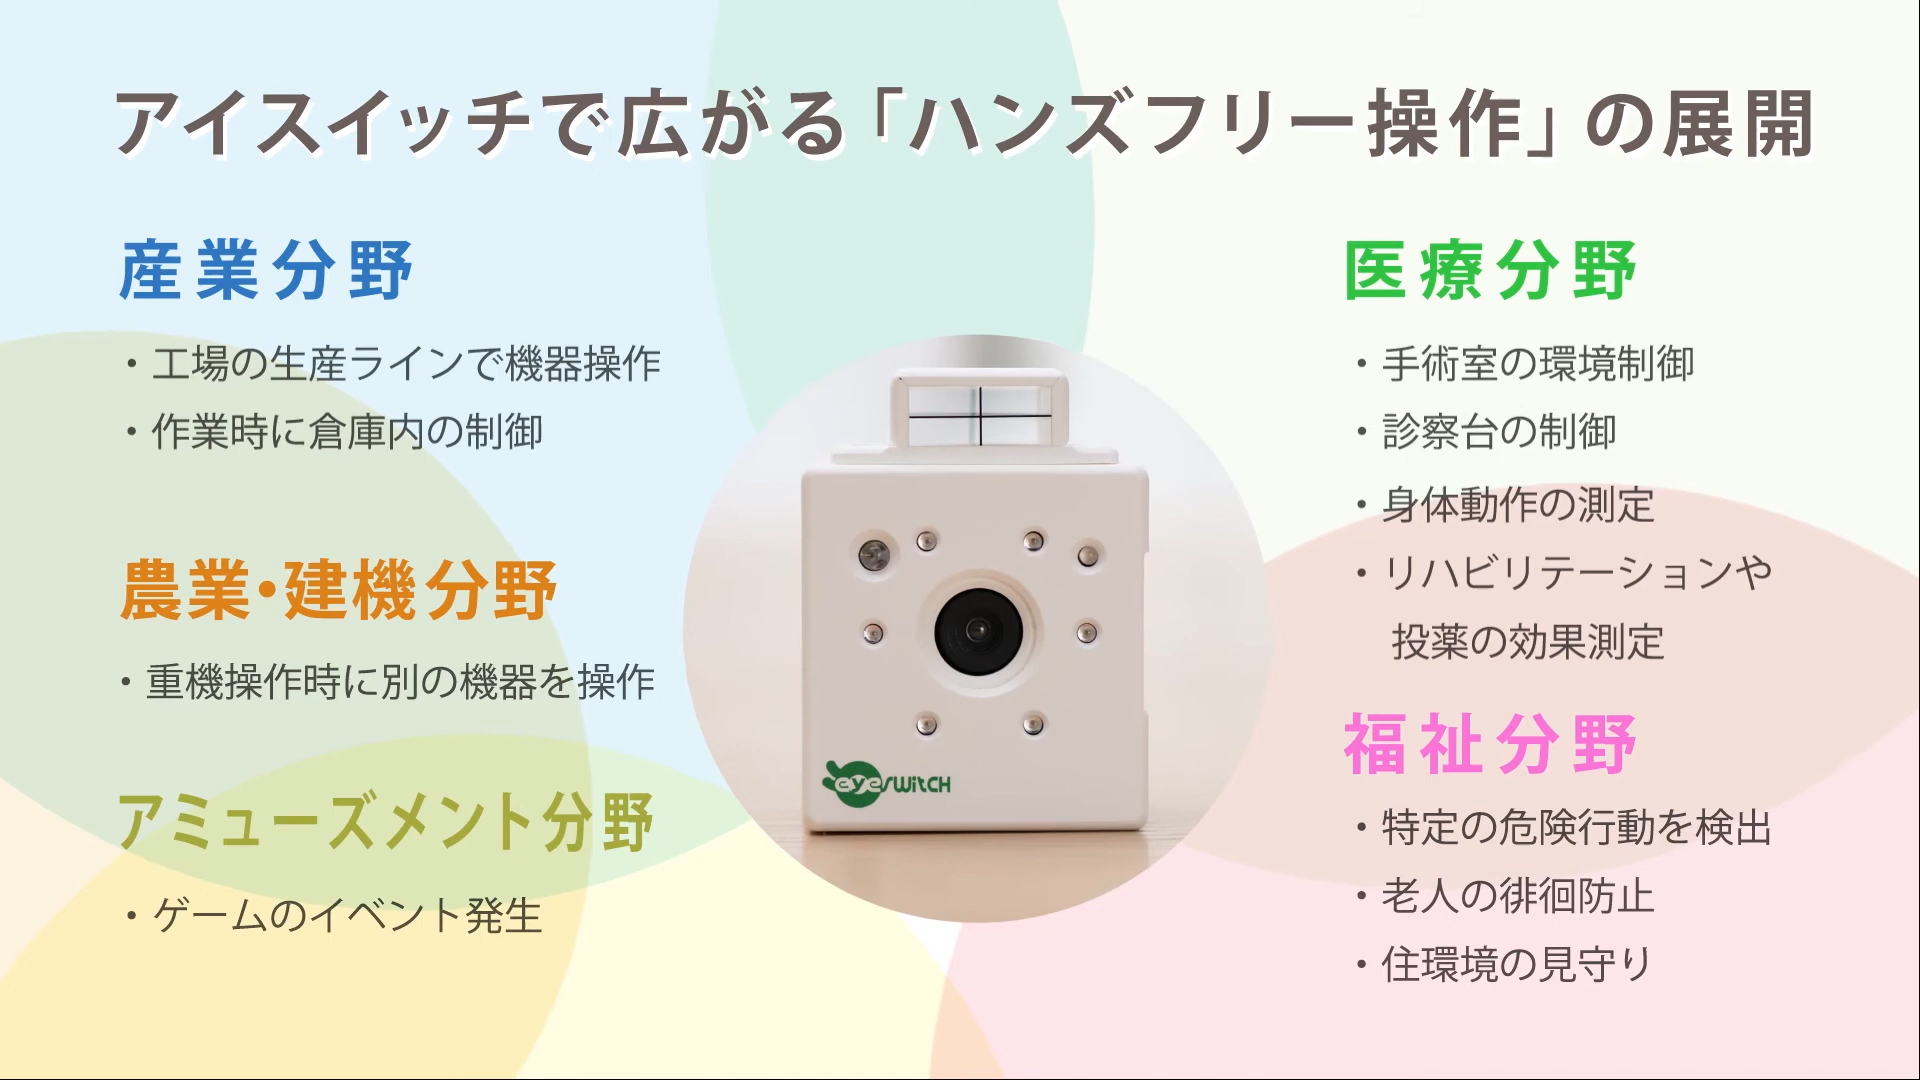 アイスイッチで広がる「ハンズフリー操作」の展開
産業分野
・工場の生産ラインで機器操作
・作業時に倉庫内の制御
農業・建機分野
・重機操作時に別の機器を操作
アミューズメント分野
・ゲームのイベント発生
eyeswitch
医療分野
・手術室の環境制御
・診察台の制御
・身体動作の測定
・リハビリテーションや
投薬の効果測定
福祉分野
・特定の危険行動を検出
・老人の徘徊防止
・住環境の見守り